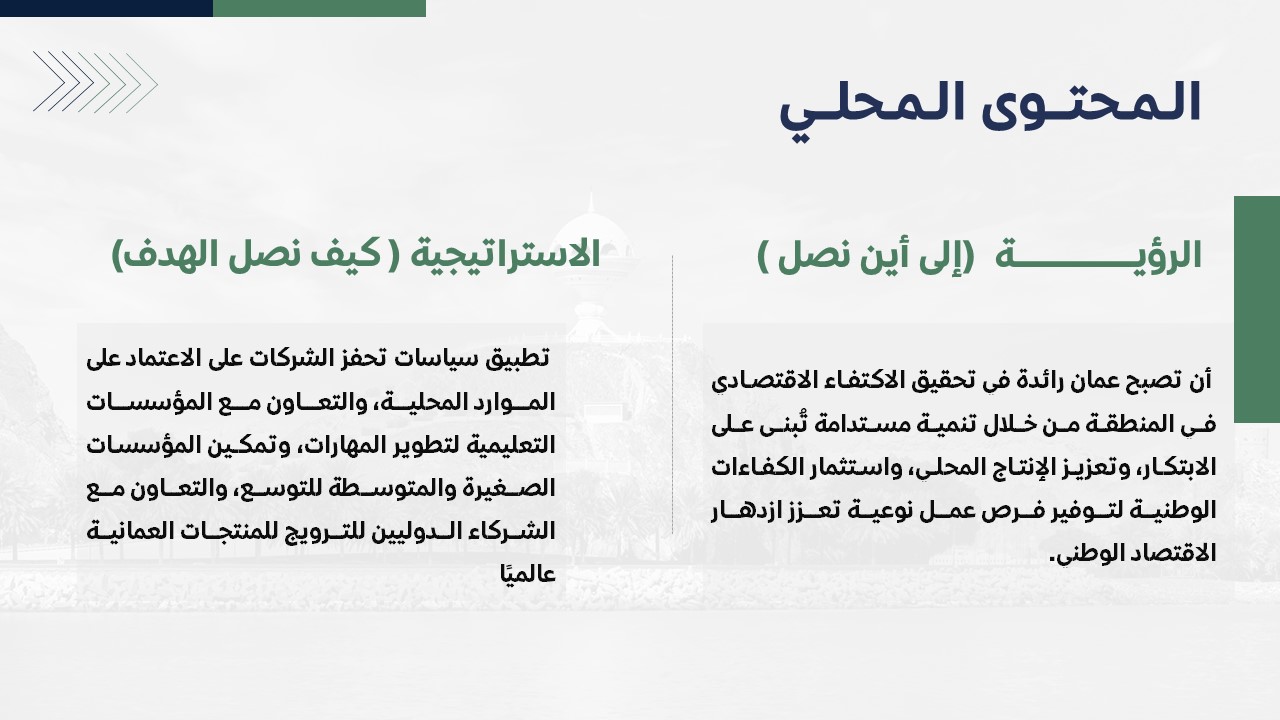 المحتوى المحلي
الرؤيـــــــــــة (إلى أين نصل )
أن تصبح عمان رائدة في تحقيق الاكتفاء الاقتصادي
في المنطقة من خلال تنمية مستدامة تُبنى على
الابتكار، وتعزيز الإنتاج المحلي، واستثمار الكفاءات
الوطنية لتوفير فرص عمل نوعية تعزز ازدهار
الاقتصاد الوطني.
الاستراتيجية ( كيف نصل الهدف)
تطبيق سياسات تحفز الشركات على الاعتماد على
الموارد المحلية، والتعاون مع المؤسسات
التعليمية لتطوير المهارات، وتمكين المؤسسات
الصغيرة والمتوسطة للتوسع، والتعاون مع
الشركاء الدوليين للترويج للمنتجات العمانية
عالميًا